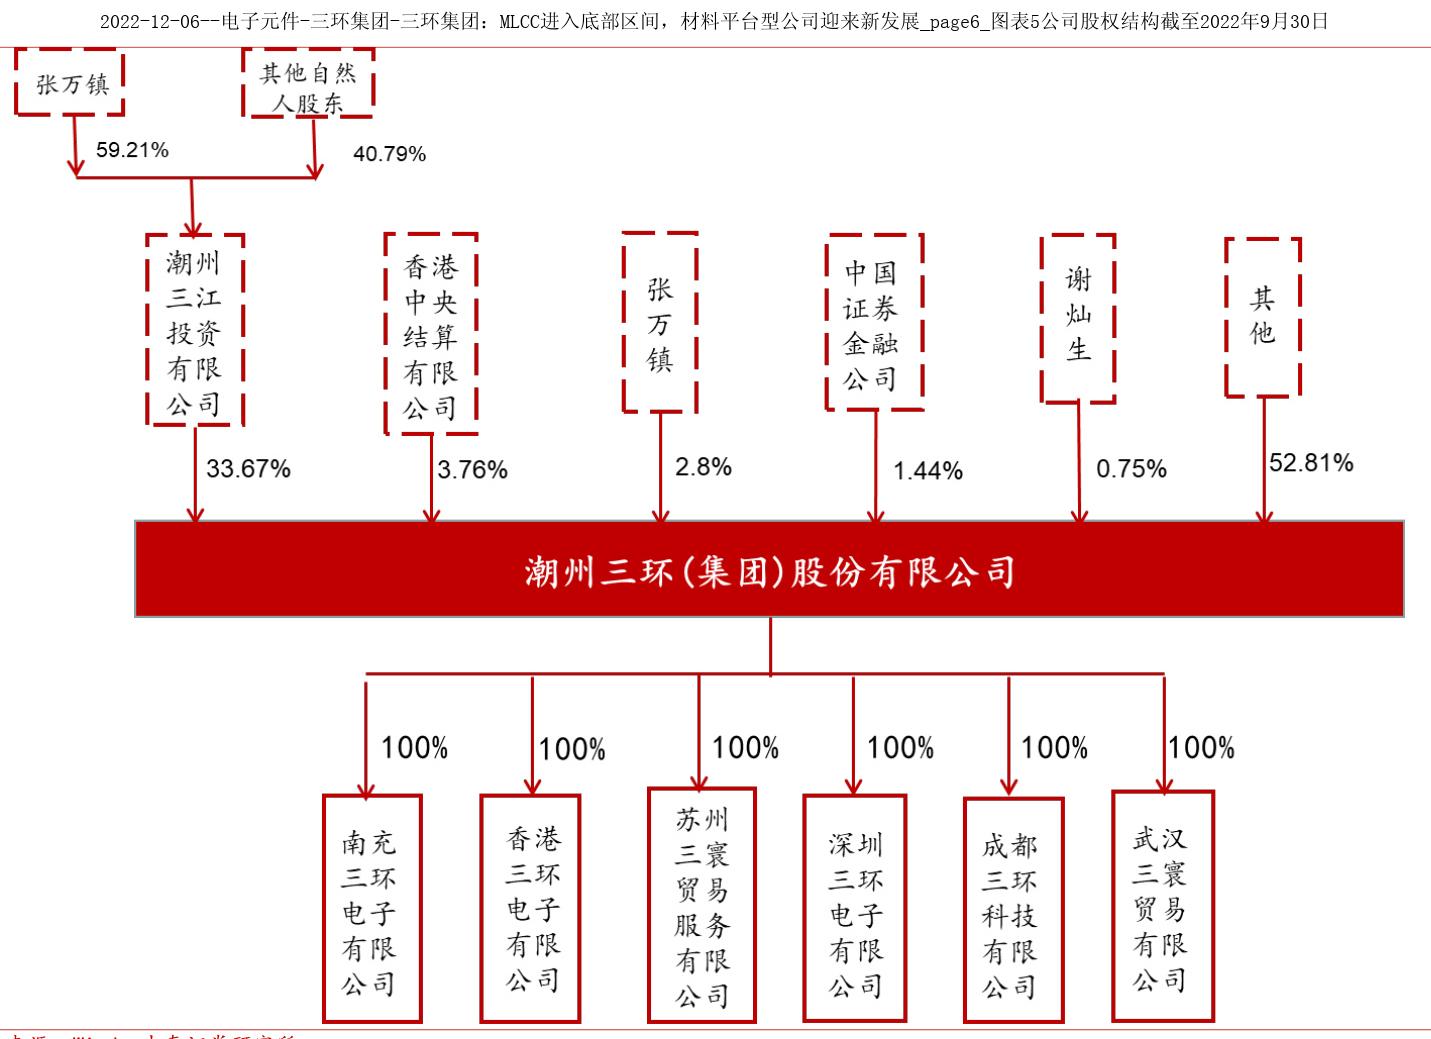 2022-12-06--电子元件-三环集团-三环集团：MLCC进入底部区间，材料平台型公司迎来新发展_page6_图表5公司股权结构截至2022年9月30日
张万镇
其他自然
人股东
59.21%
40.79%
潮州
三江
投资
有限
公司
香港
中央
结算
有限
公司
张
万
镇
中国
证券
金融
公司
谢
灿
生
其
他
33.67%
3.76%
2.8%
1.44%
0.75%
52.81%
潮州三环(集团)股份有限公司
100%
100%
100%
100%
100%
100%
南充
三环
电子
有限
公司
香港
三环
电子
有限
公司
苏州
三寰
贸易
服务
有限
公司
深圳
三环
电子
有限
公司
成都
三环
科技
有限
公司
武汉
三寰
贸易
有限
公司